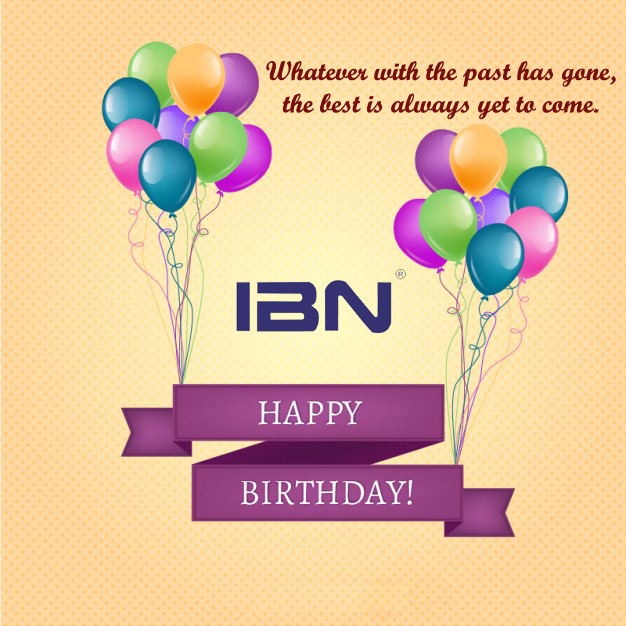 Whatever with the past has gone,
the best is always yet to come.
IBN®
HAPPY
BIRTHDAY!